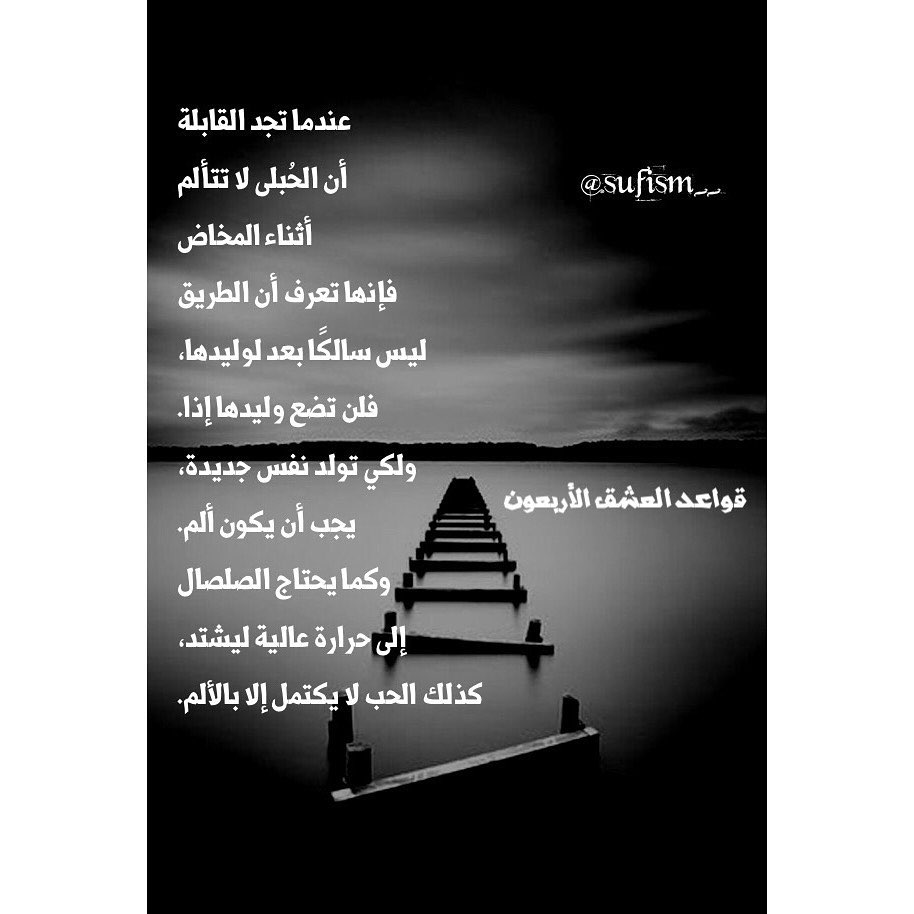 عندما تجد القابلة
أن الحُبلى لا تتألم
أثناء المخاض
فإنها تعرف أن الطريق
ليس سالكًا بعد لوليدها،
فلن تضع وليدها إذا.
ولكي تولد نفس جديدة،
يجب أن يكون ألم.
وكما يحتاج الصلصال
إلى حرارة عالية ليشتد،
كذلك الحب لا يكتمل إلا بالألم.
@sufism__
قواعد العشق الأربعون